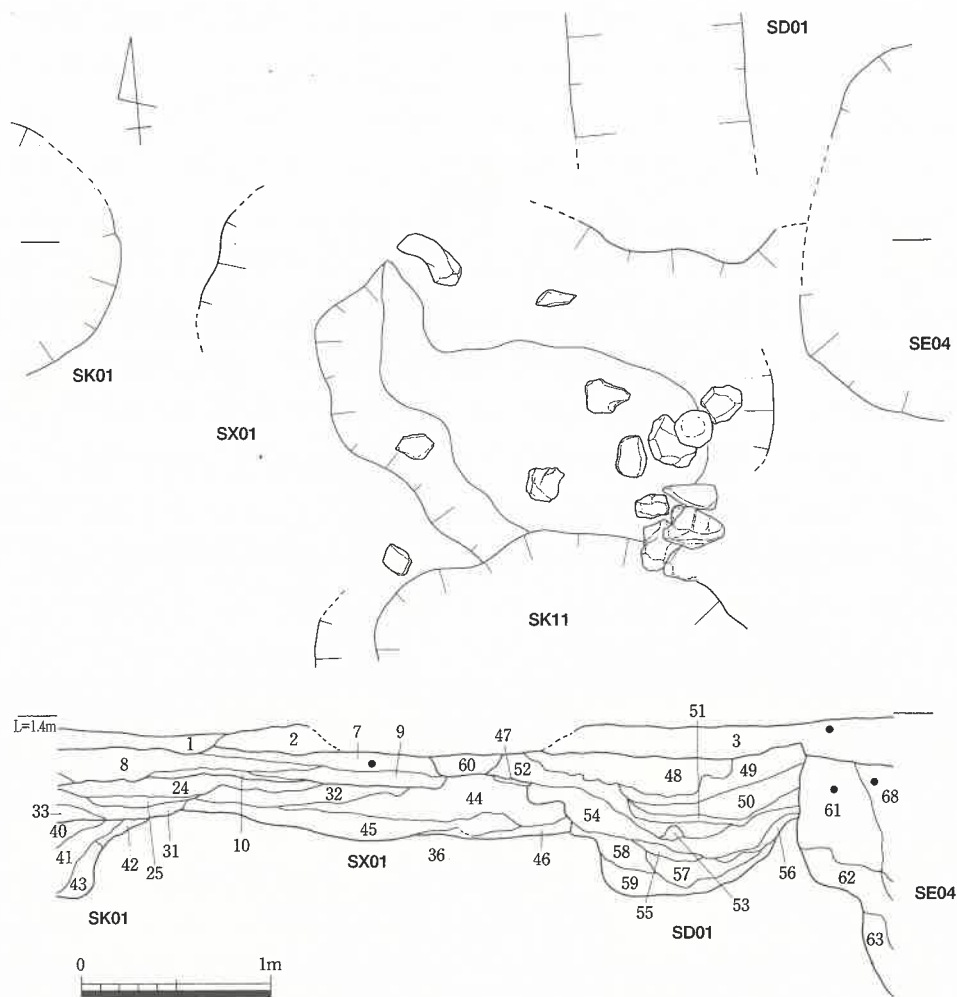 SD01
SE04
SK01
SX01
SK11
L=1.4m
51
7 9 47
1 2 3
8 60 52 48 49
24 32 44 50 61 68
33 54
40 45
41 42 31 10 SX01 36 46 58 57 56 62
43 25 59 55 53
SK01 SD01 63 SE04
0 1m